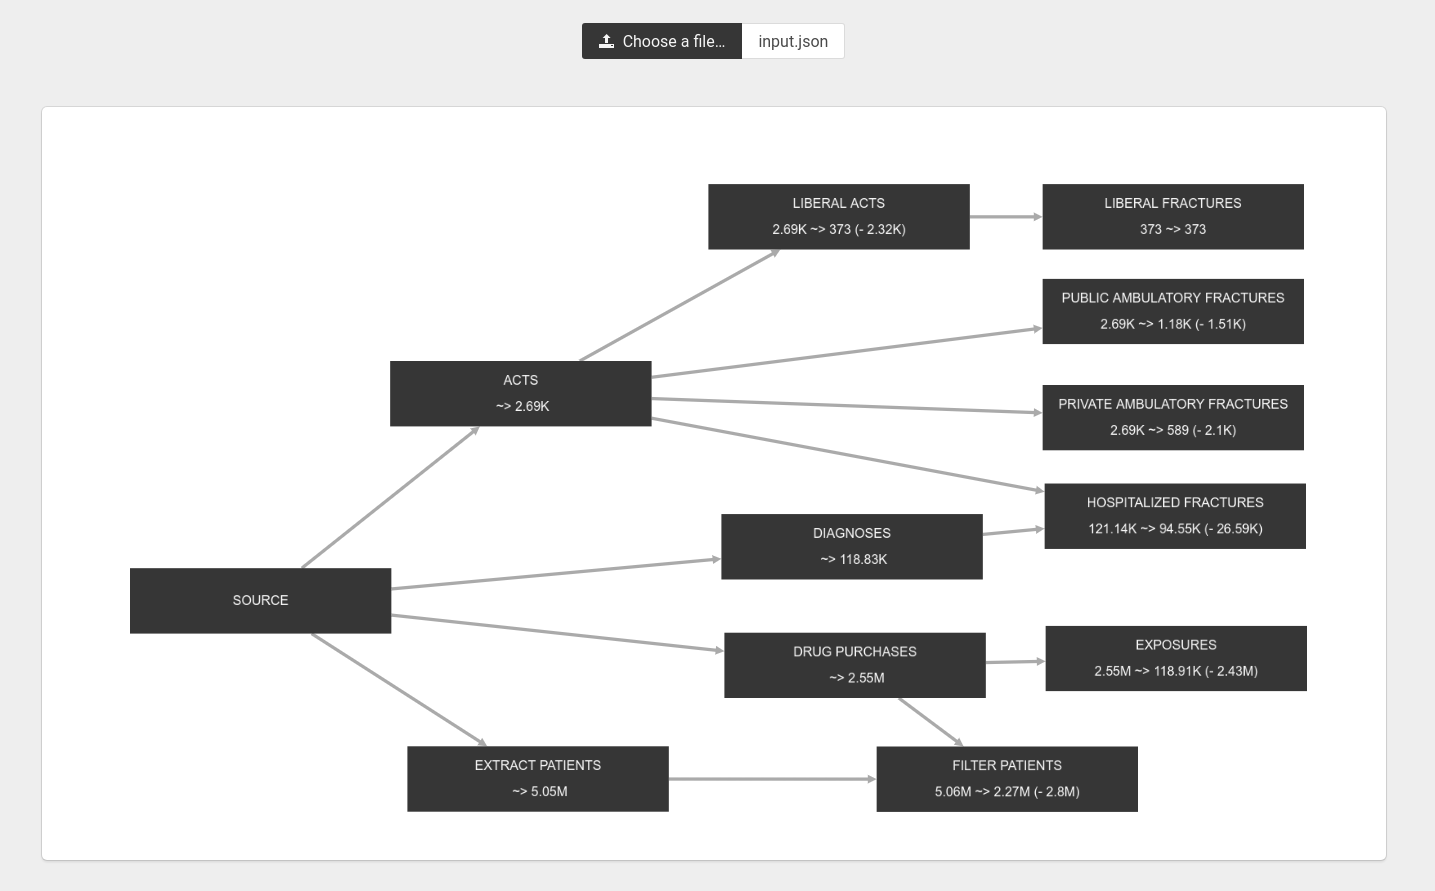 Choose a file…
input.json
LIBERAL ACTS
2.69K ~> 373 (- 2.32K)
LIBERAL FRACTURES
373 ~> 373
PUBLIC AMBULATORY FRACTURES
2.69K ~> 1.18K (- 1.51K)
ACTS
~> 2.69K
PRIVATE AMBULATORY FRACTURES
2.69K ~> 589 (- 2.1K)
HOSPITALIZED FRACTURES
121.14K ~> 94.55K (- 26.59K)
DIAGNOSES
~> 118.83K
SOURCE
DRUG PURCHASES
~> 2.55M
EXPOSURES
2.55M ~> 118.91K (- 2.43M)
EXTRACT PATIENTS
~> 5.05M
FILTER PATIENTS
5.06M ~> 2.27M (- 2.8M)